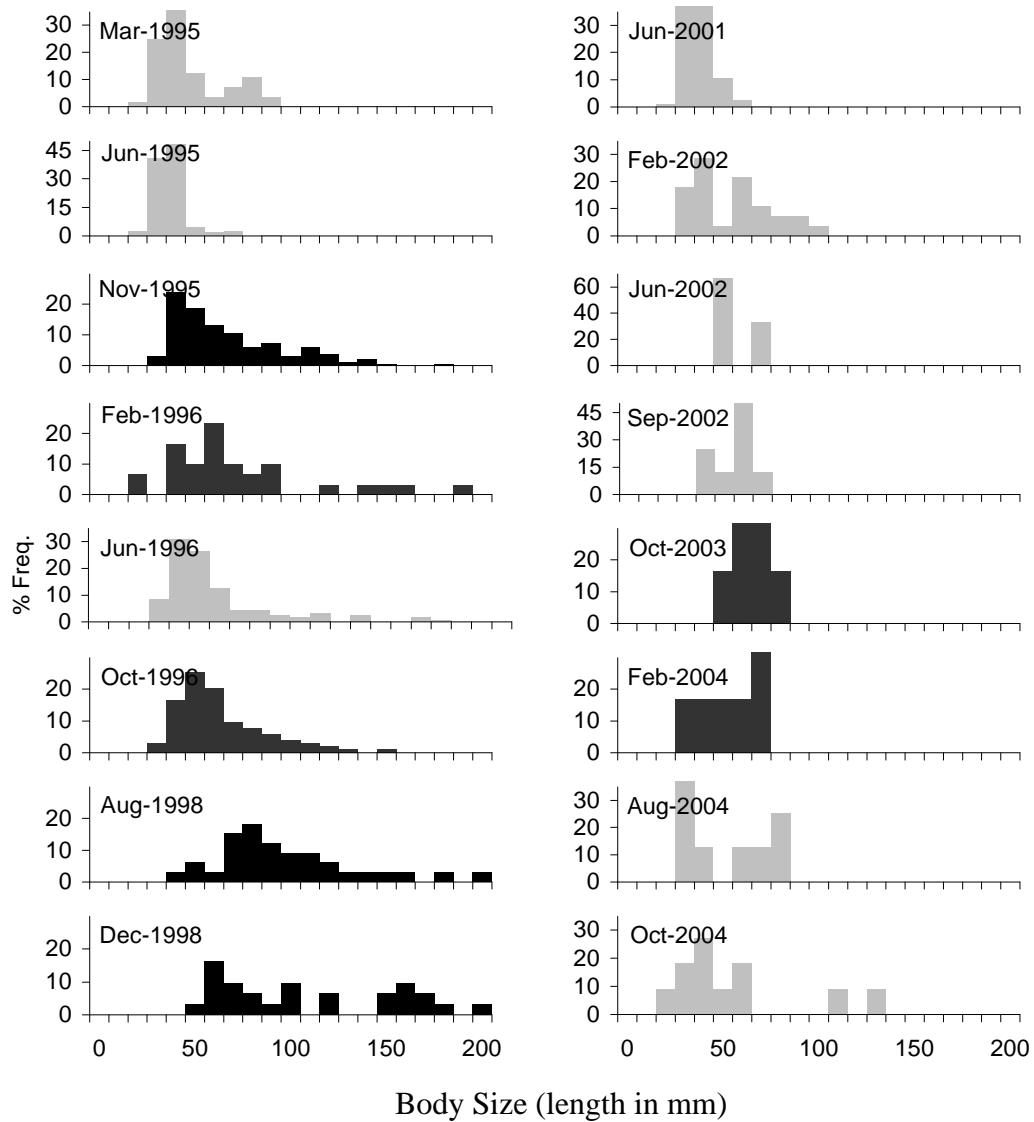 Mar-1995
30
20
10
0
Jun-1995
45
30
15
0
Nov-1995
20
10
0
Feb-1996
20
10
0
Jun-1996
30
20
10
0
Oct-1996
20
10
0
Aug-1998
20
10
0
Dec-1998
20
10
0
0 50 100 150 200
% Freq.
Jun-2001
30
20
10
0
Feb-2002
30
20
10
0
Jun-2002
60
40
20
0
Sep-2002
45
30
15
0
Oct-2003
20
10
0
Feb-2004
20
10
0
Aug-2004
30
20
10
0
Oct-2004
30
20
10
0
0 50 100 150 200
Body Size (length in mm)